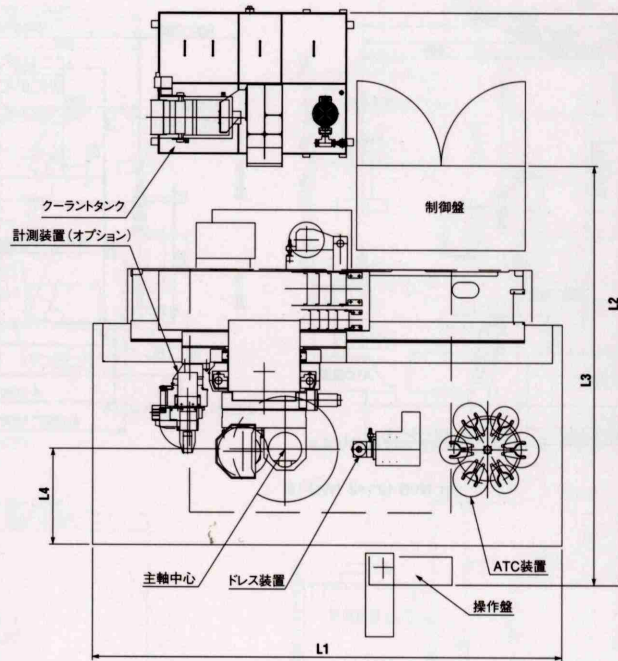 クーラントタンク
計測装置(オプション)
制御盤
L2
L3
L4
主軸中心
ドレス装置
ATC装置
操作盤
L1